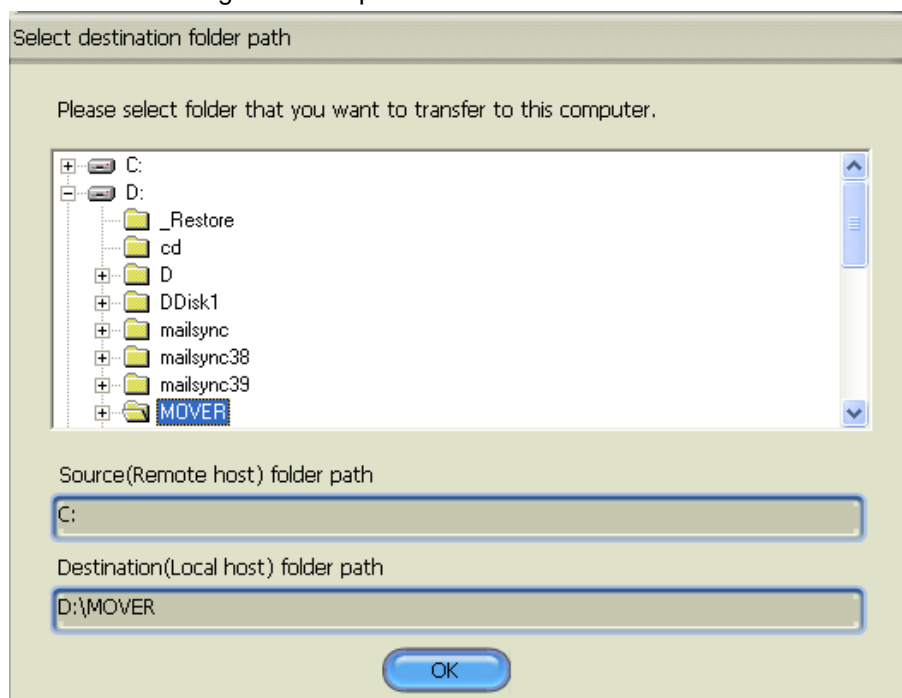 Select destination folder path
Please select folder that you want to transfer to this computer.
C:
D:
_Restore
cd
D
DDisk1
mailsync
mailsync38
mailsync39
MOVER
Source(Remote host) folder path
C:
Destination(Local host) folder path
D:\MOVER
OK